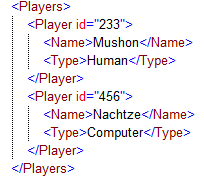 <Players>
<Player id="233">
<Name>Mushon</Name>
<Type>Human</Type>
</Player>
<Player id="456">
<Name>Nachtze</Name>
<Type>Computer</Type>
</Player>
</Players>